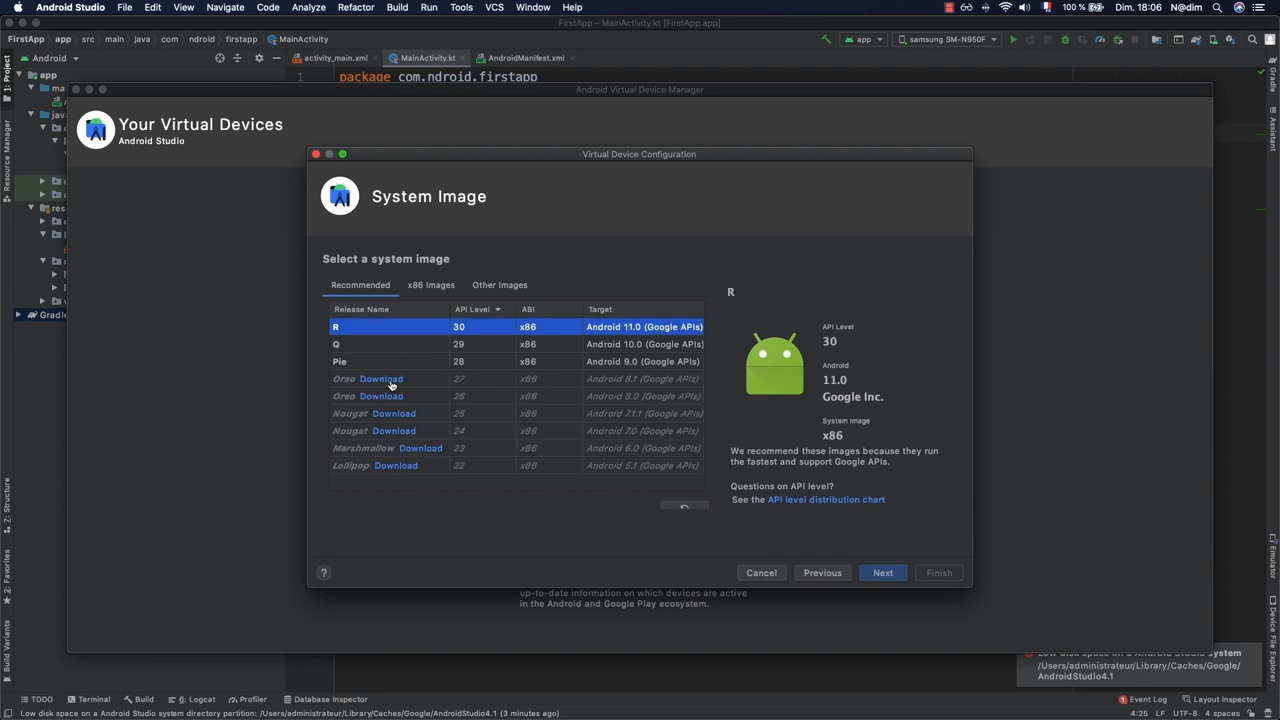 Android Studio File Edit View Navigate Code Analyze Refactor Build Run Tools VCS Window Help 100 % Dim. 18:06 N@dim
FirstApp – MainActivity.kt [FirstApp.app]
FirstApp app src main java com ndroid firstapp MainActivity app samsung SM-N950F
Android activity_main.xml MainActivity.kt AndroidManifest.xml
app package com.ndroid.firstapp 1
Android Virtual Device Manager
Your Virtual Devices
Android Studio
Virtual Device Configuration
System Image
Select a system image
Recommended x86 Images Other Images
Release Name API Level ABI Target
R 30 x86 Android 11.0 (Google APIs)
Q 29 x86 Android 10.0 (Google APIs)
Pie 28 x86 Android 9.0 (Google APIs)
Oreo Download 27 x86 Android 8.1 (Google APIs)
Oreo Download 26 x86 Android 8.0 (Google APIs)
Nougat Download 25 x86 Android 7.1.1 (Google APIs)
Nougat Download 24 x86 Android 7.0 (Google APIs)
Marshmallow Download 23 x86 Android 6.0 (Google APIs)
Lollipop Download 22 x86 Android 5.1 (Google APIs)
R
API Level
30
Android
11.0
Google Inc.
System Image
x86
We recommend these images because they run
the fastest and support Google APIs.
Questions on API level?
See the API level distribution chart
? Cancel Previous Next Finish
up-to-date information on which devices are active
in the Android and Google Play ecosystem.
Low disk space on a Android Studio system
/Users/administrateur/Library/Caches/Google/
AndroidStudio4.1
1: Project
Resource Manager
Z: Structure
2: Favorites
Build Variants
ma
java
res
Gradle
Gradle
Assistant
Emulator
Device File Explorer
TODO Terminal Build 6: Logcat Profiler Database Inspector 1 Event Log Layout Inspector
Low disk space on a Android Studio system directory partition: /Users/administrateur/Library/Caches/Google/AndroidStudio4.1 (3 minutes ago) 4:25 LF UTF-8 4 spaces